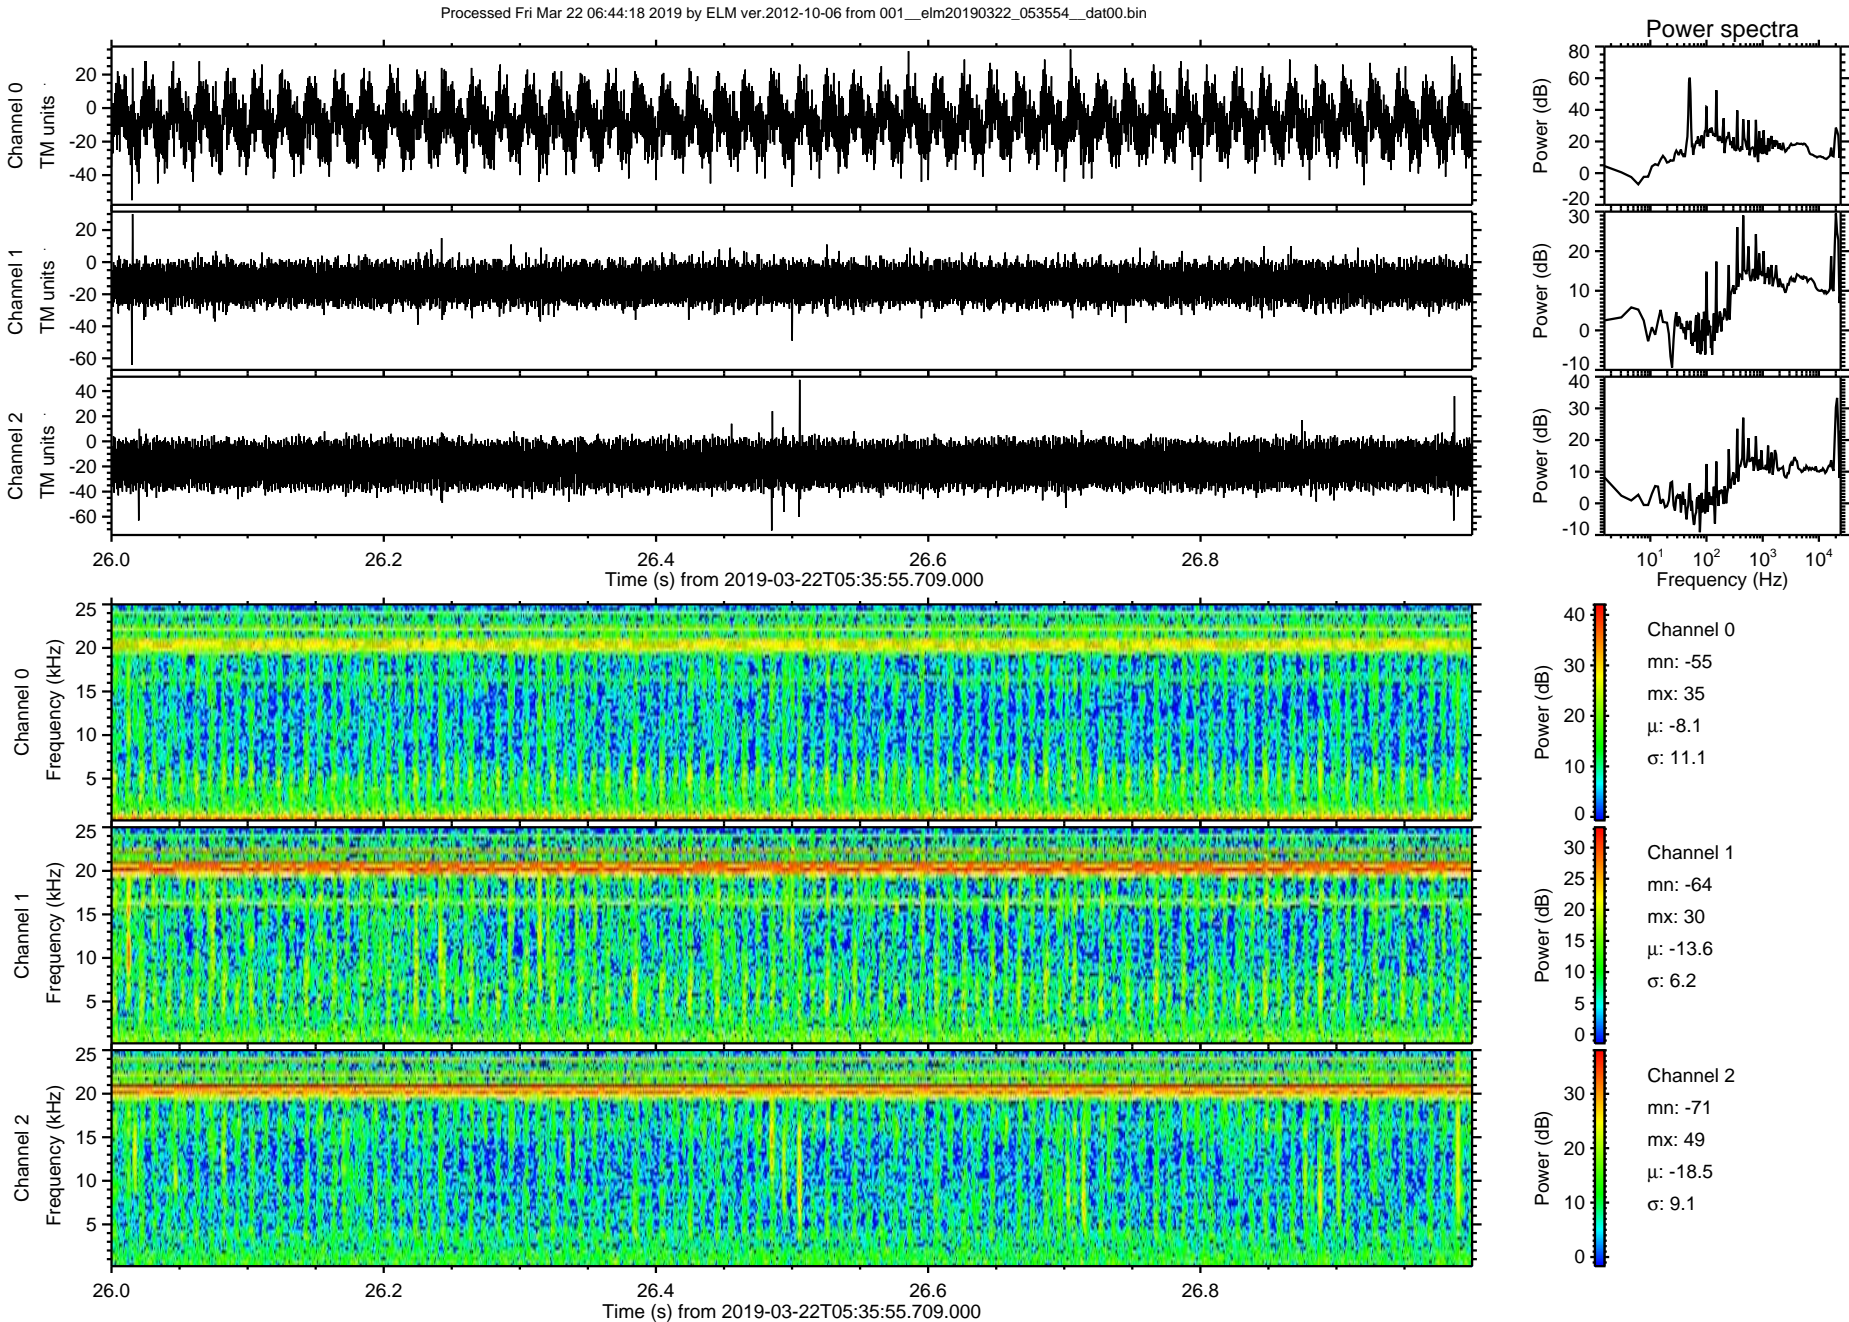 Processed Fri Mar 22 06:44:18 2019 by ELM ver.2012-10-06 from 001__elm20190322_053554__dat00.bin
Power spectra
Channel 0
TM units
20
0
-20
-40
Power (dB)
80
60
40
20
0
-20
Channel 1
TM units
20
0
-20
-40
-60
Power (dB)
30
20
10
0
-10
Channel 2
TM units
40
20
0
-20
-40
-60
Power (dB)
40
30
20
10
0
-10
26.0 26.2 26.4 26.6 26.8
Time (s) from 2019-03-22T05:35:55.709.000
10^1 10^2 10^3 10^4
Frequency (Hz)
Channel 0
Frequency (kHz)
25
20
15
10
5
Power (dB)
40
30
20
10
0
Channel 0
mn: -55
mx: 35
μ: -8.1
σ: 11.1
Channel 1
Frequency (kHz)
25
20
15
10
5
Power (dB)
30
25
20
15
10
5
0
Channel 1
mn: -64
mx: 30
μ: -13.6
σ: 6.2
Channel 2
Frequency (kHz)
25
20
15
10
5
Power (dB)
30
20
10
0
Channel 2
mn: -71
mx: 49
μ: -18.5
σ: 9.1
26.0 26.2 26.4 26.6 26.8
Time (s) from 2019-03-22T05:35:55.709.000